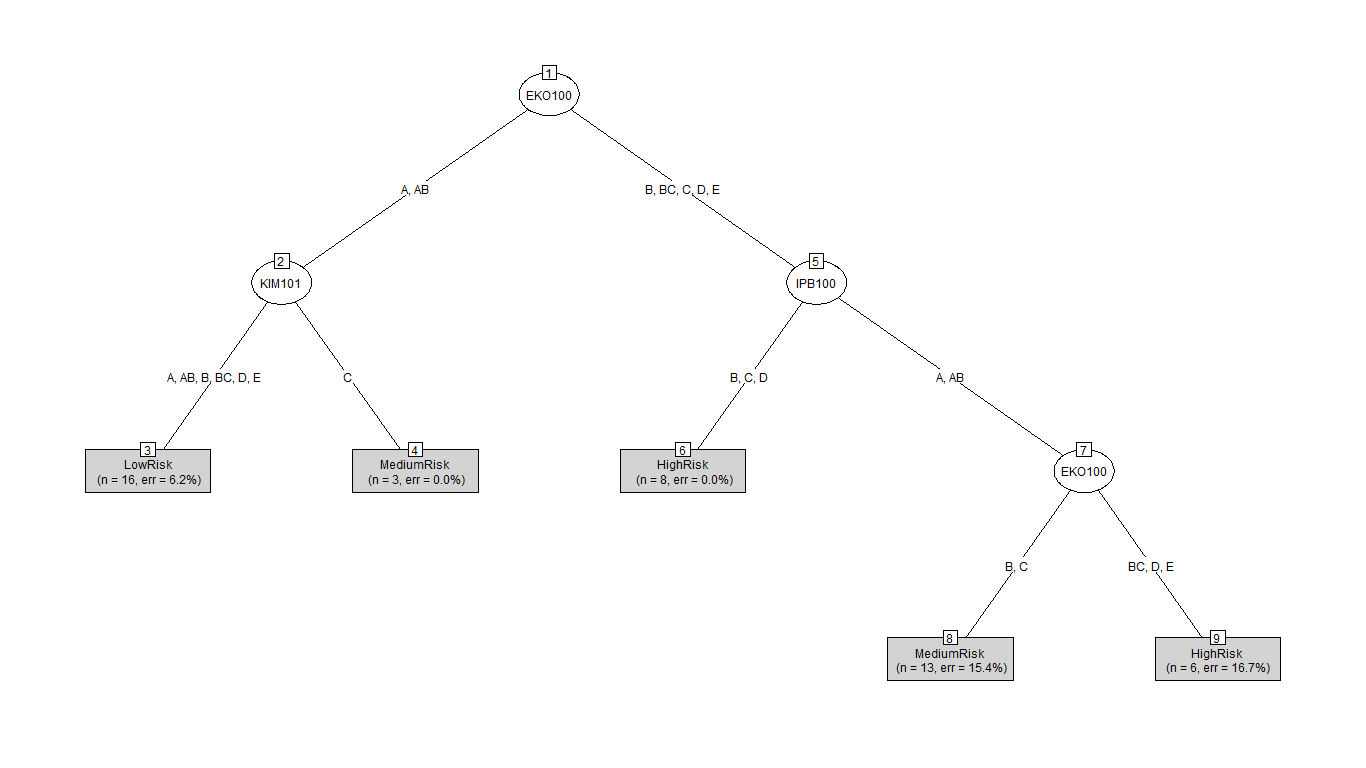 1
EKO100
A, AB
B, BC, C, D, E
2
KIM101
5
IPB100
A, AB, B, BC, D, E
C
B, C, D
A, AB
3
LowRisk
(n = 16, err = 6.2%)
4
MediumRisk
(n = 3, err = 0.0%)
6
HighRisk
(n = 8, err = 0.0%)
7
EKO100
B, C
BC, D, E
8
MediumRisk
(n = 13, err = 15.4%)
9
HighRisk
(n = 6, err = 16.7%)